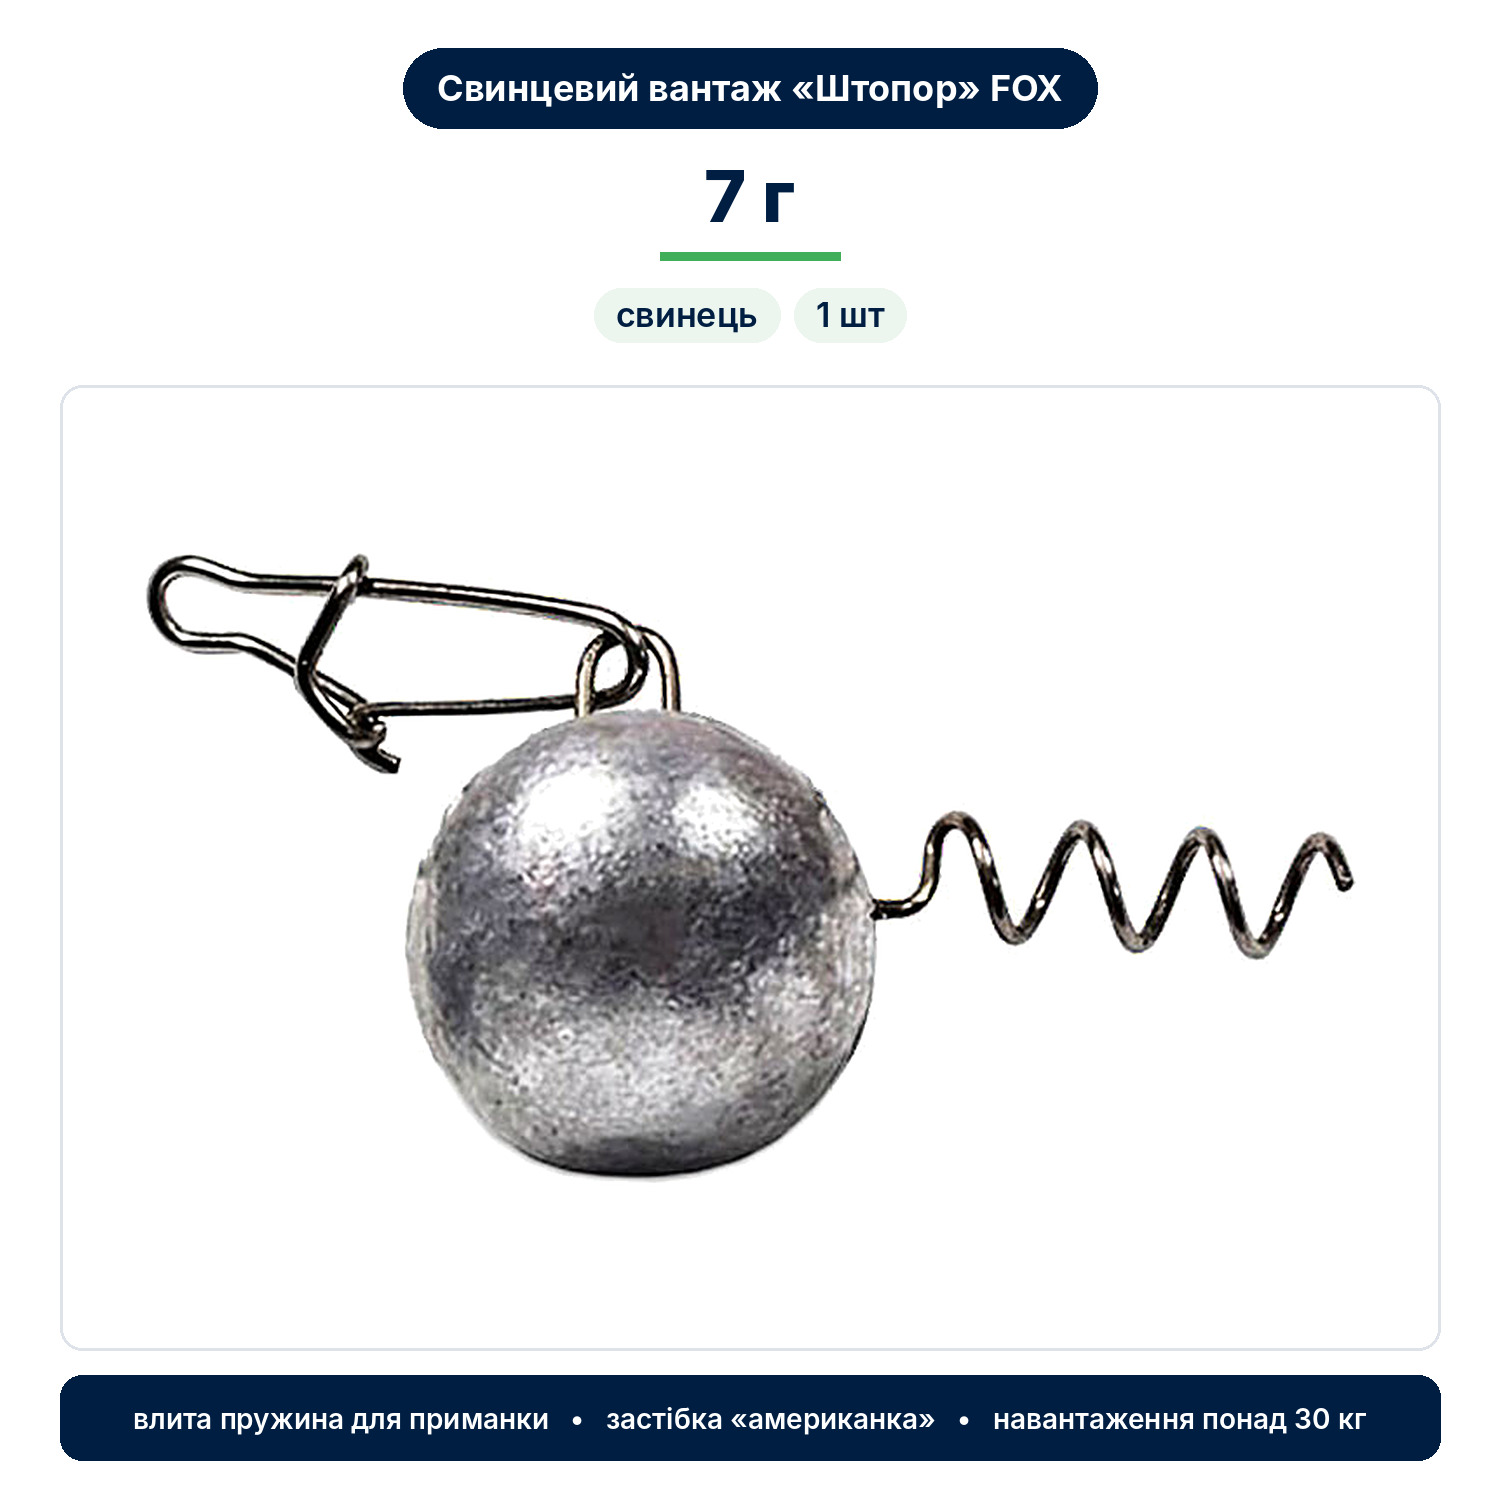 Свинцевий вантаж «Штопор» FOX
7 г
свинець 1 шт
влита пружина для приманки • застібка «американка» • навантаження понад 30 кг